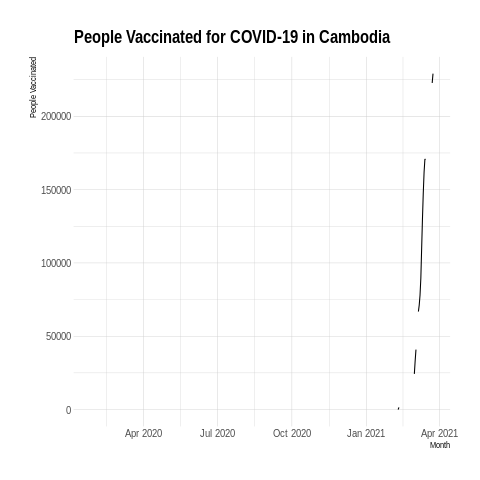 People Vaccinated for COVID-19 in Cambodia
People Vaccinated
200000
150000
100000
50000
0
Apr 2020 Jul 2020 Oct 2020 Jan 2021 Apr 2021
Month